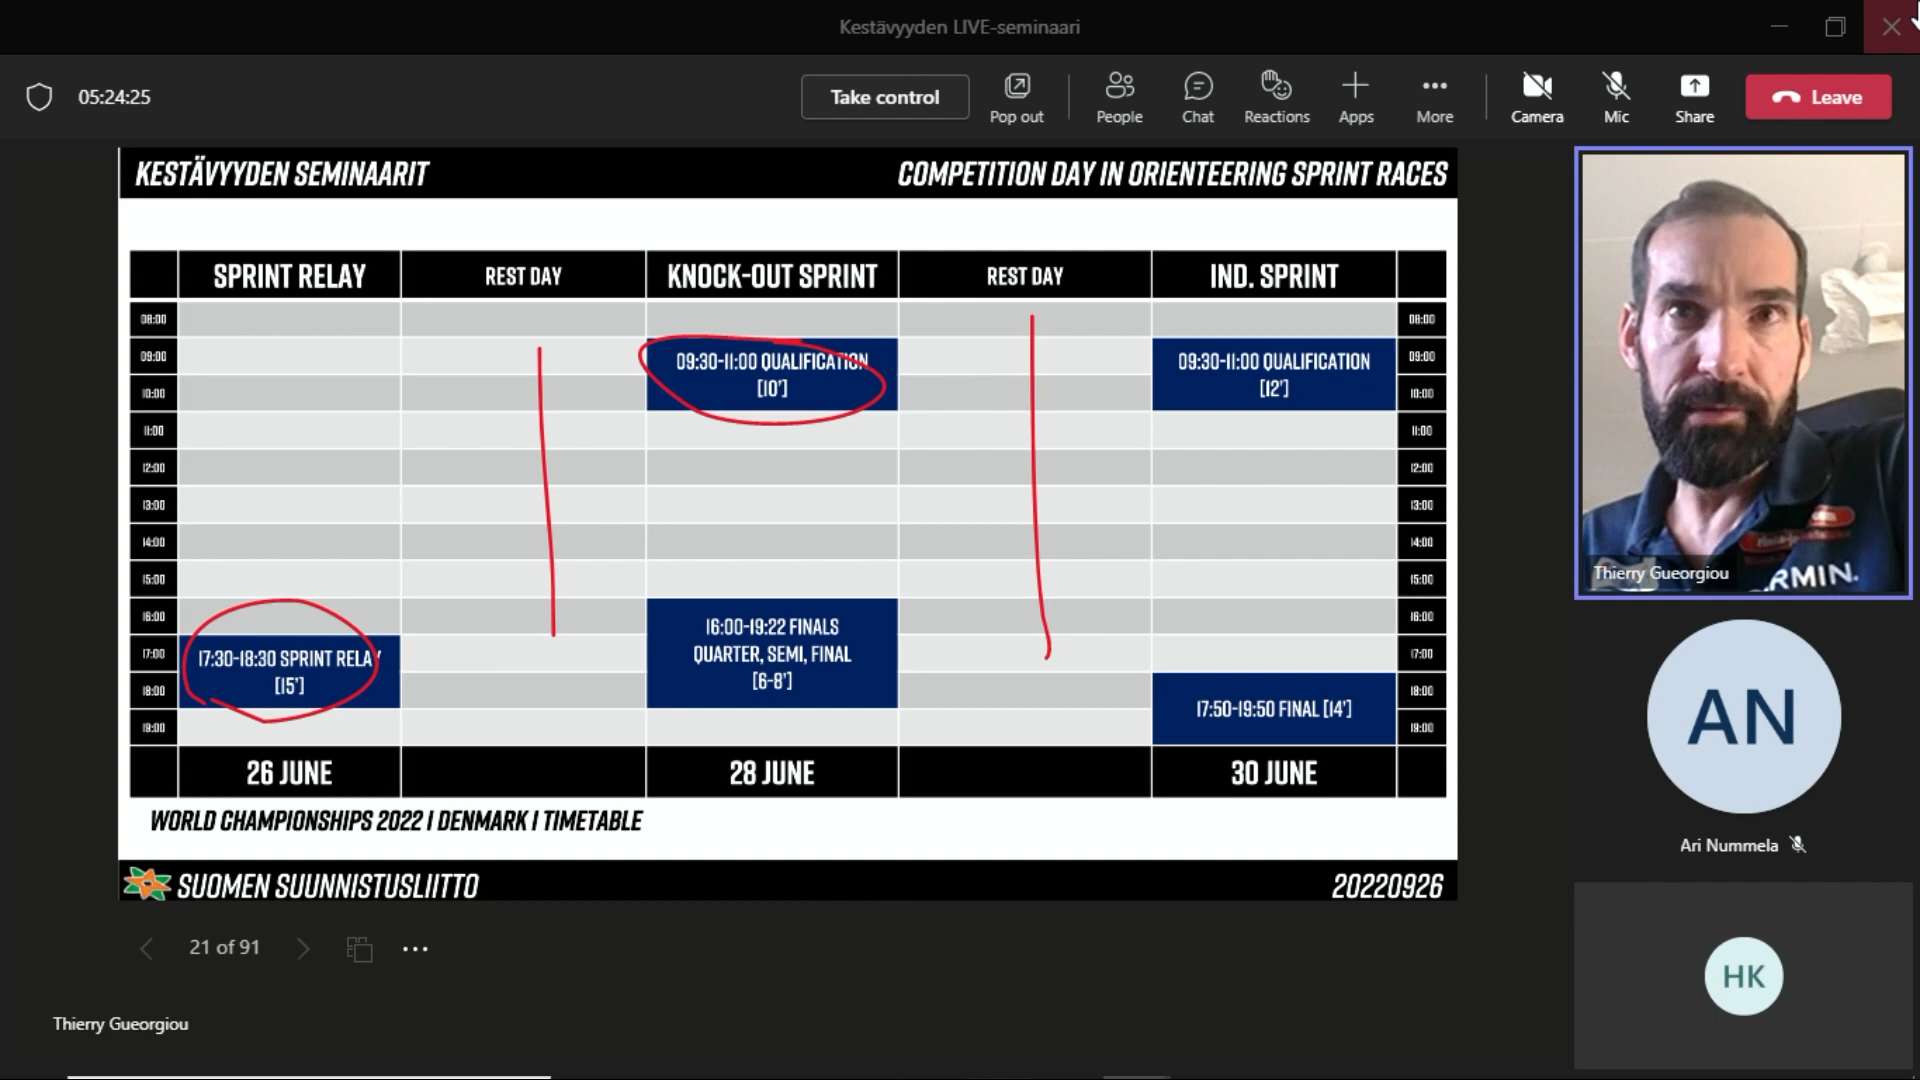 Kestävyyden LIVE-seminaari
05:24:25
Take control
Pop out
People
Chat
Reactions
Apps
More
Camera
Mic
Share
Leave
KESTÄVYYDEN SEMINAARIT
COMPETITION DAY IN ORIENTEERING SPRINT RACES
SPRINT RELAY
REST DAY
KNOCK-OUT SPRINT
REST DAY
IND. SPRINT
08:00
08:00
09:00
09:30-11:00 QUALIFICATION
[10']
09:30-11:00 QUALIFICATION
[12']
09:00
10:00
10:00
11:00
11:00
12:00
12:00
13:00
13:00
14:00
14:00
15:00
15:00
16:00
16:00-19:22 FINALS
QUARTER, SEMI, FINAL
[6-8']
16:00
17:00
17:30-18:30 SPRINT RELAY
[15']
17:00
18:00
17:50-19:50 FINAL [14']
18:00
19:00
19:00
26 JUNE
28 JUNE
30 JUNE
WORLD CHAMPIONSHIPS 2022 I DENMARK I TIMETABLE
SUOMEN SUUNNISTUSLIITTO
20220926
21 of 91
Thierry Gueorgiou
Thierry Gueorgiou
RMIN.
AN
Ari Nummela
HK